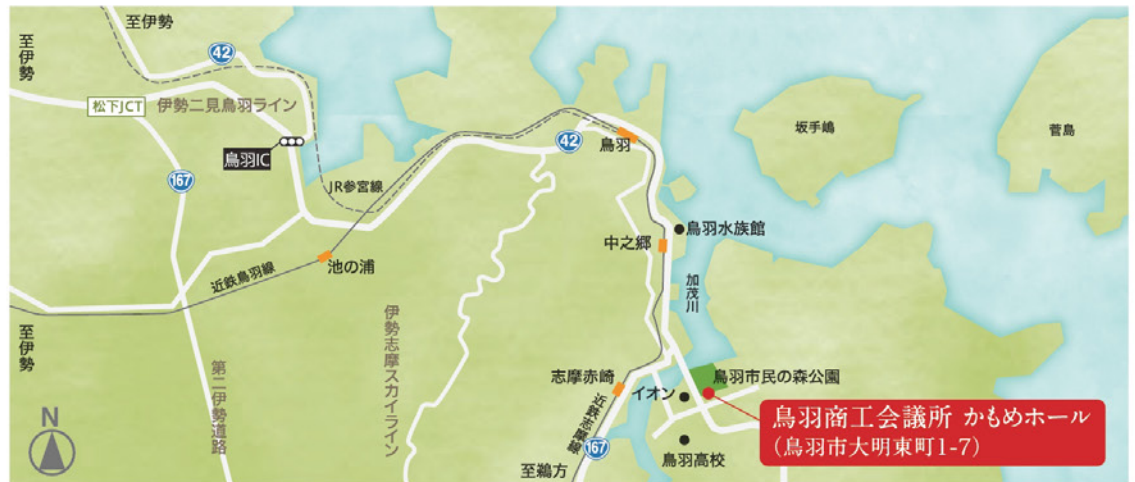 至伊勢
至伊勢
42
松下JCT
伊勢二見鳥羽ライン
鳥羽IC
167
JR参宮線
42
鳥羽
坂手嶋
菅島
鳥羽水族館
中之郷
池の浦
近鉄鳥羽線
加茂川
至伊勢
伊勢志摩スカイライン
第二伊勢道路
志摩赤崎
イオン
鳥羽市民の森公園
近鉄志摩線
167
鳥羽商工会議所 かもめホール
(鳥羽市大明東町1-7)
鳥羽高校
至鵜方
N